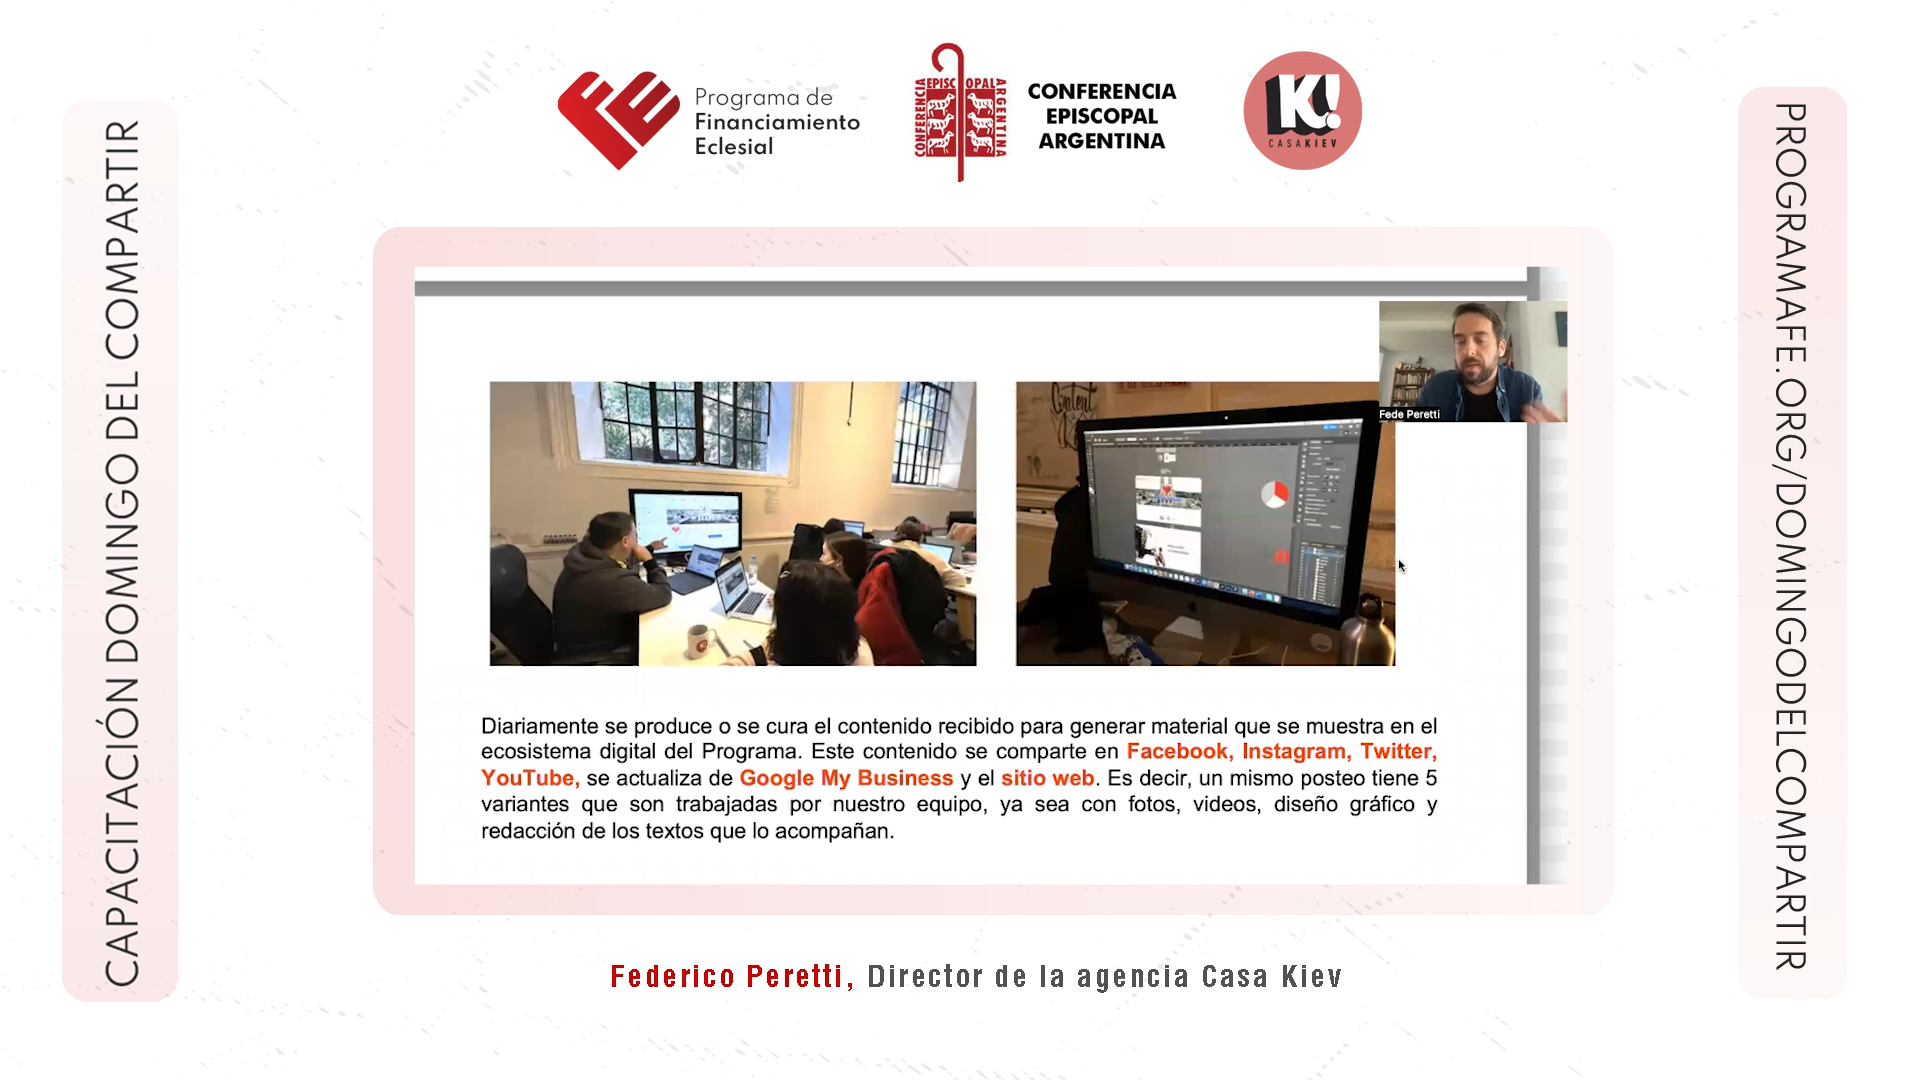 CAPACITACIÓN DOMINGO DEL COMPARTIR
Programa de
Financiamiento
Eclesial
CONFERENCIA
EPISCOPAL
ARGENTINA
CONFERENCIA
EPISCOPAL
ARGENTINA
K!
CASAKIEV
PROGRAMAFE.ORG/DOMINGODELCOMPARTIR
Fede Peretti
Diariamente se produce o se cura el contenido recibido para generar material que se muestra en el
ecosistema digital del Programa. Este contenido se comparte en Facebook, Instagram, Twitter,
YouTube, se actualiza de Google My Business y el sitio web. Es decir, un mismo posteo tiene 5
variantes que son trabajadas por nuestro equipo, ya sea con fotos, videos, diseño gráfico y
redacción de los textos que lo acompañan.
Federico Peretti, Director de la agencia Casa Kiev